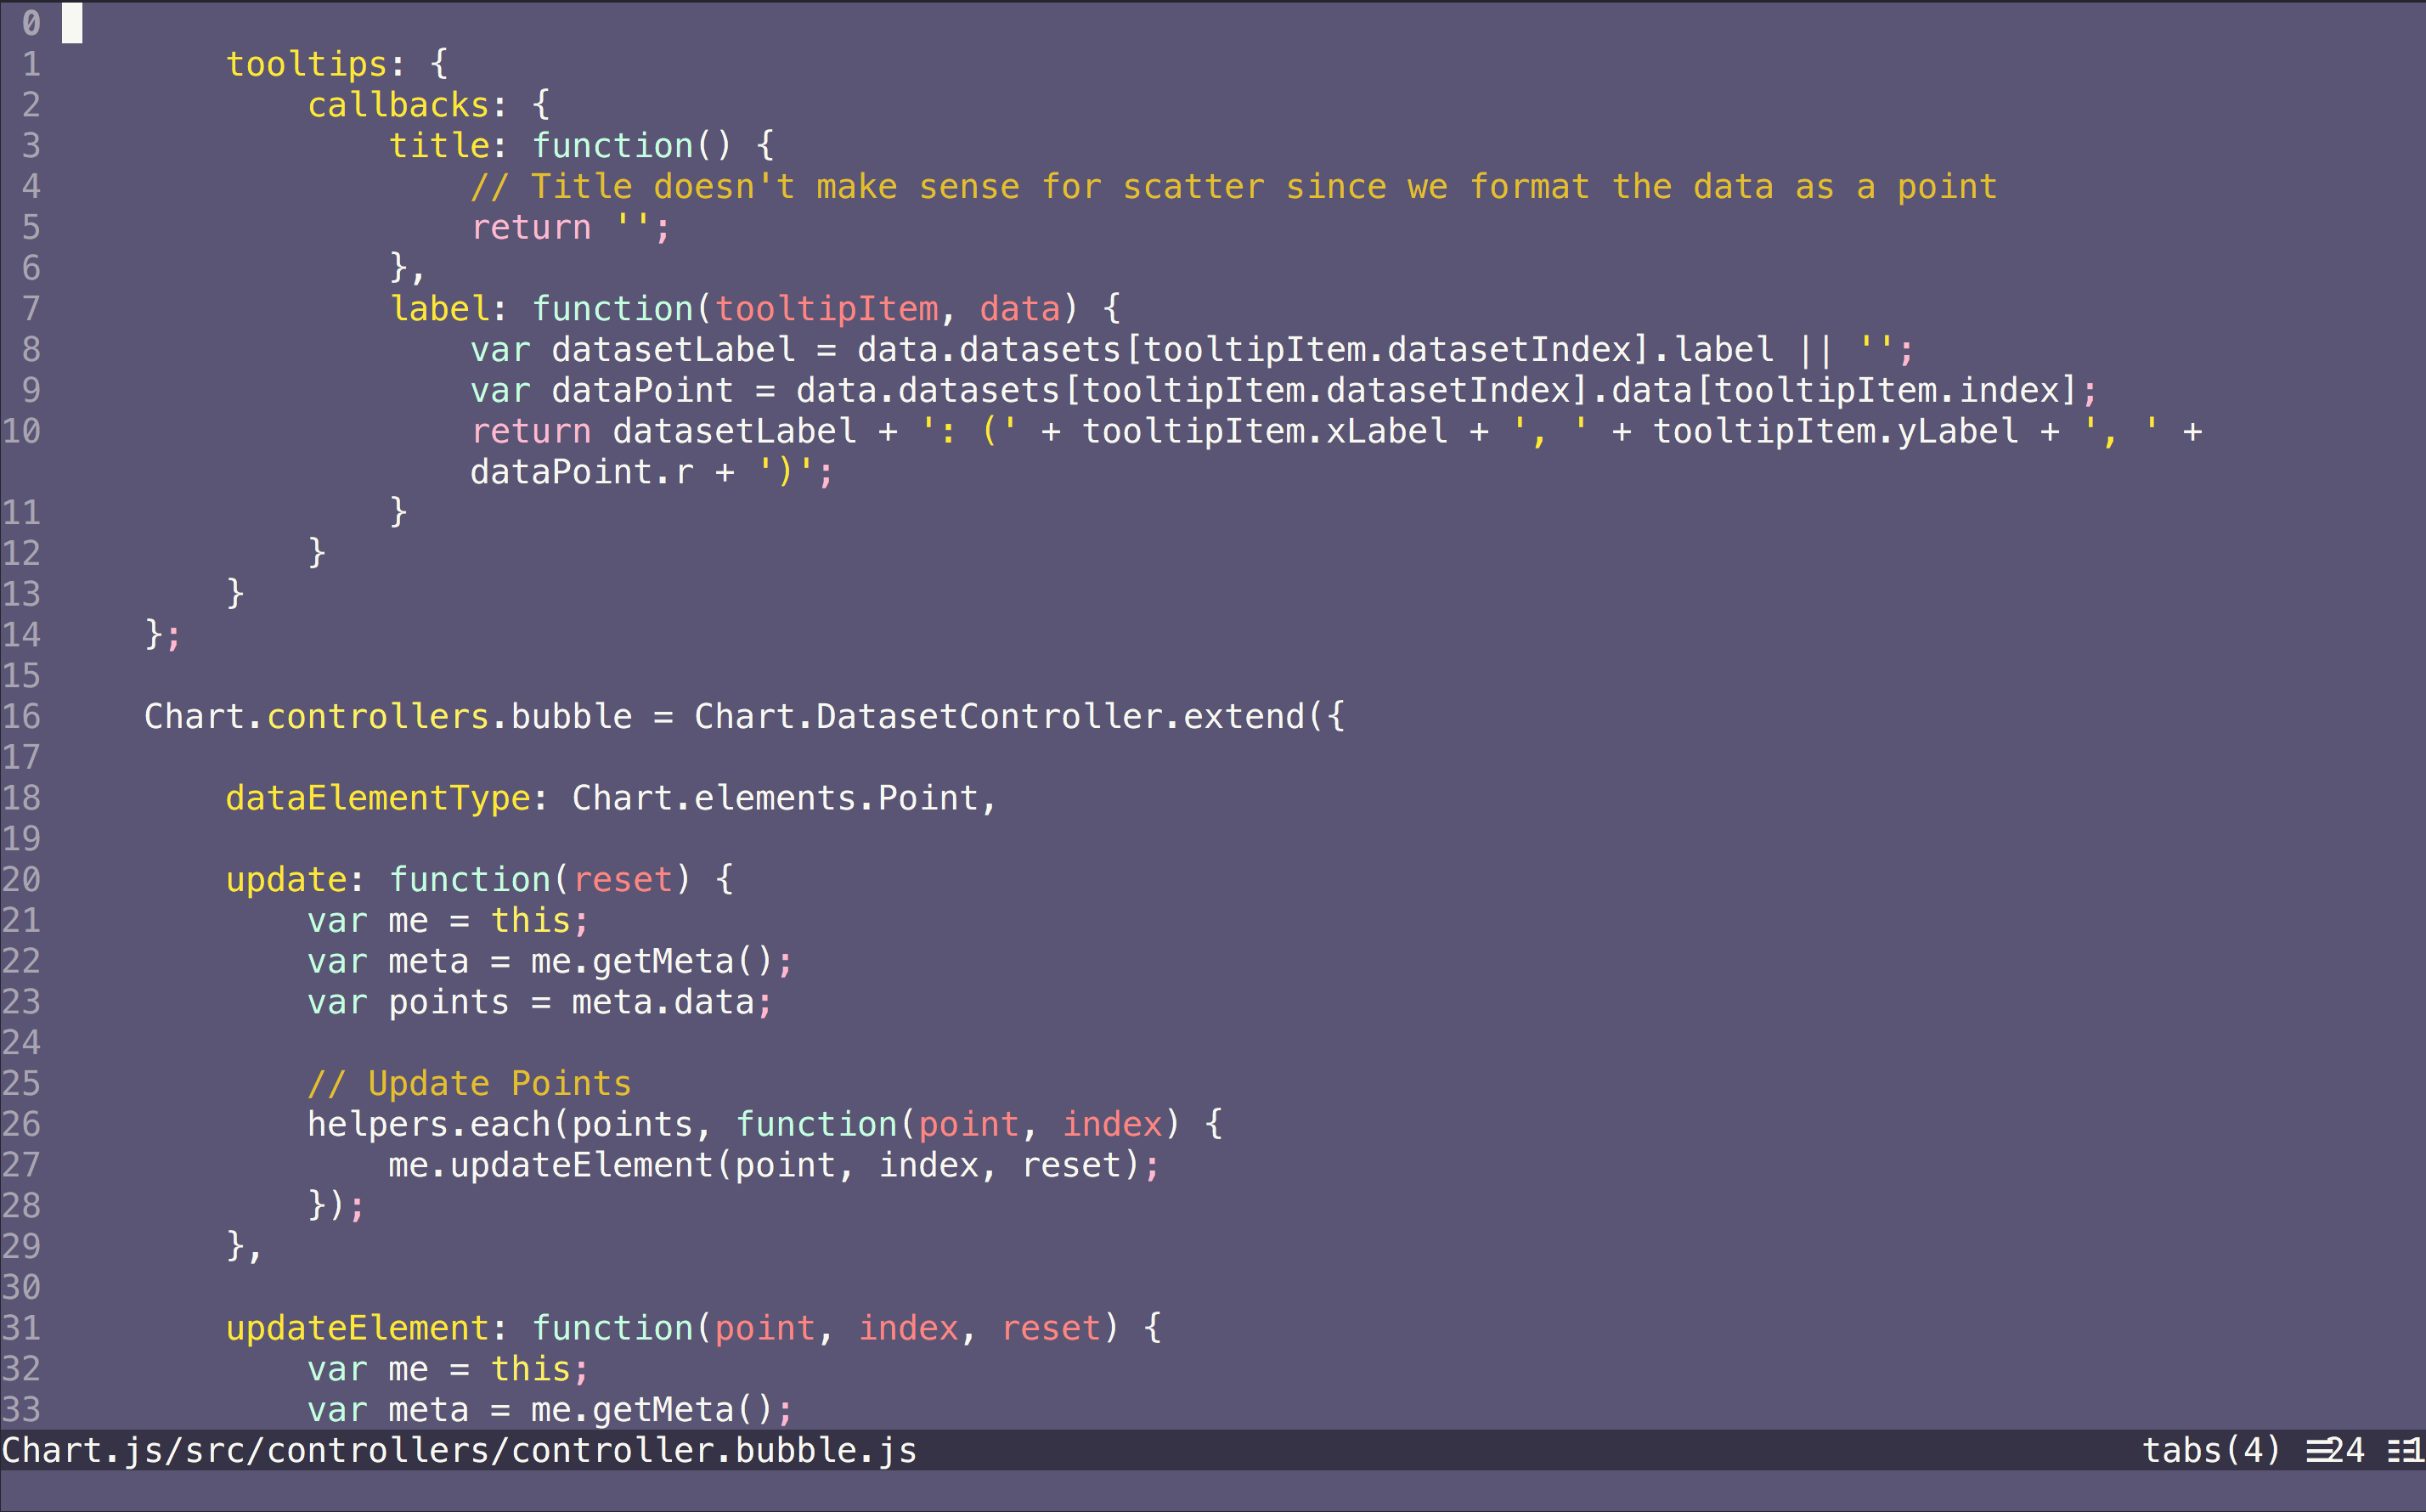 0
1         tooltips: {
2             callbacks: {
3                 title: function() {
4                     // Title doesn't make sense for scatter since we format the data as a point
5                     return '';
6                 },
7                 label: function(tooltipItem, data) {
8                     var datasetLabel = data.datasets[tooltipItem.datasetIndex].label || '';
9                     var dataPoint = data.datasets[tooltipItem.datasetIndex].data[tooltipItem.index];
10                     return datasetLabel + ': (' + tooltipItem.xLabel + ', ' + tooltipItem.yLabel + ', ' +
                     dataPoint.r + ')';
11                 }
12             }
13         }
14     };
15
16     Chart.controllers.bubble = Chart.DatasetController.extend({
17
18         dataElementType: Chart.elements.Point,
19
20         update: function(reset) {
21             var me = this;
22             var meta = me.getMeta();
23             var points = meta.data;
24
25             // Update Points
26             helpers.each(points, function(point, index) {
27                 me.updateElement(point, index, reset);
28             });
29         },
30
31         updateElement: function(point, index, reset) {
32             var me = this;
33             var meta = me.getMeta();
Chart.js/src/controllers/controller.bubble.js tabs(4) ☰24 ☷1